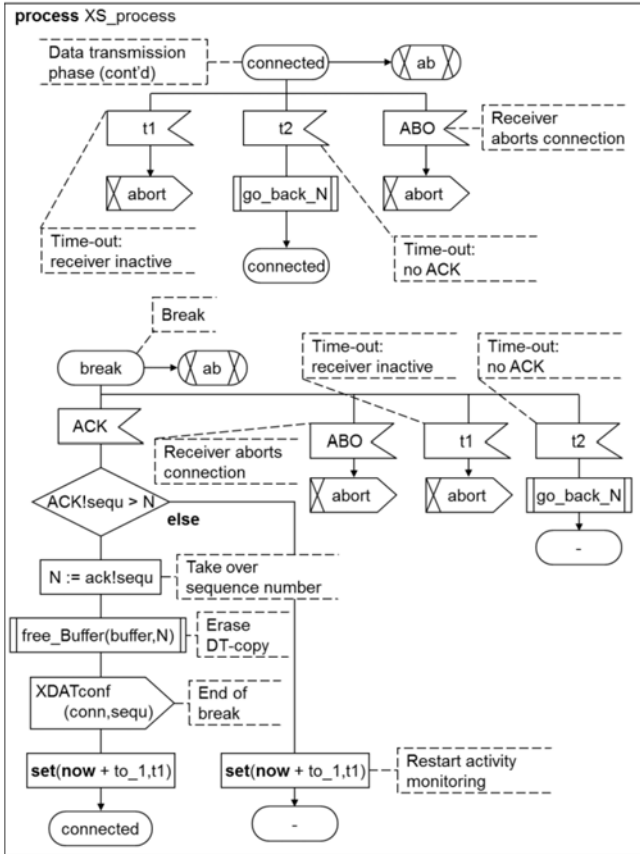 process XS_process
Data transmission
phase (cont'd)
connected
ab
t1
t2
ABO
Receiver
aborts connection
abort
go_back_N
abort
Time-out:
receiver inactive
connected
Time-out:
no ACK
Break
break
ab
Time-out:
receiver inactive
Time-out:
no ACK
ACK
ABO
t1
t2
Receiver aborts
connection
abort
abort
go_back_N
ACK!sequ > N
else
-
N := ack!sequ
Take over
sequence number
free_Buffer(buffer,N)
Erase
DT-copy
XDATconf
(conn,sequ)
End of
break
set(now + to_1,t1)
set(now + to_1,t1)
Restart activity
monitoring
connected
-